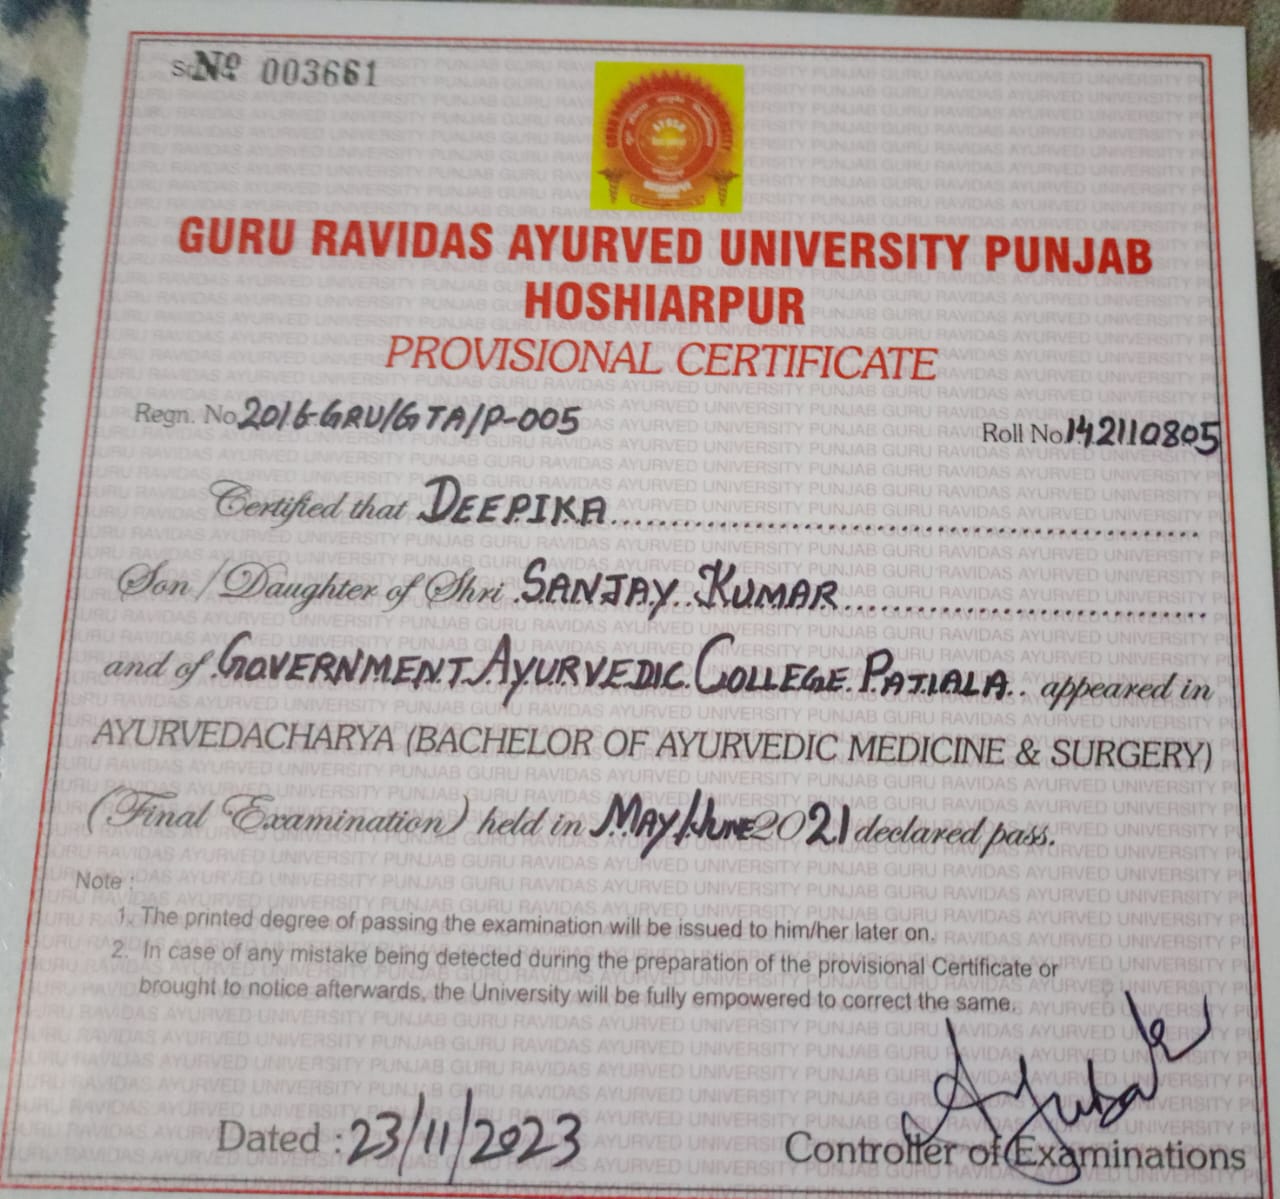 Sr. Nº 003661
GURU RAVIDAS AYURVED UNIVERSITY PUNJAB
HOSHIARPUR
PROVISIONAL CERTIFICATE
Regn. No. 2016-GRU/GTA/P-005
Roll No. 142110805
Certified that DEEPIKA
Son/Daughter of Shri SANJAY KUMAR
and of GOVERNMENT AYURVEDIC COLLEGE PATIALA appeared in
AYURVEDACHARYA (BACHELOR OF AYURVEDIC MEDICINE & SURGERY)
(Final Examination) held in MAY/JUNE 2021 declared pass.
Note :
1. The printed degree of passing the examination will be issued to him/her later on.
2. In case of any mistake being detected during the preparation of the provisional Certificate or
brought to notice afterwards, the University will be fully empowered to correct the same.
Dated : 23/11/2023
Controller of Examinations